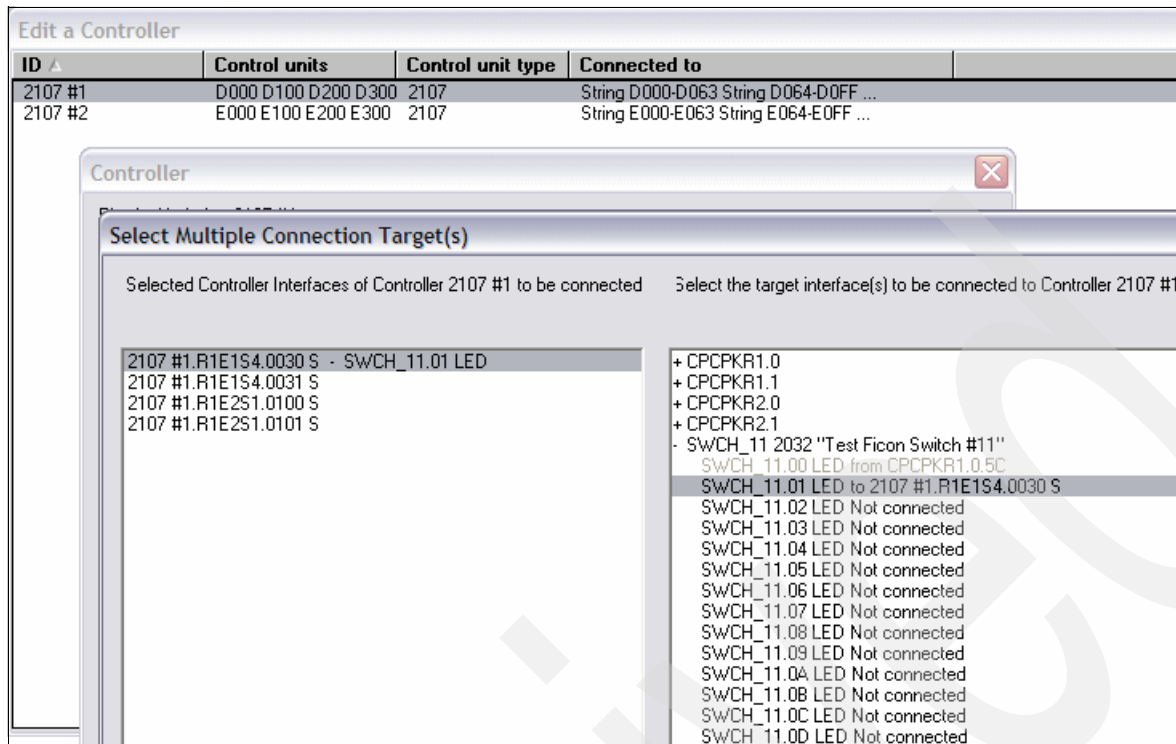 Edit a Controller
ID Control units Control unit type Connected to
2107 #1 D000 D100 D200 D300 2107 String D000-D063 String D064-D0FF ...
2107 #2 E000 E100 E200 E300 2107 String E000-E063 String E064-E0FF ...
Controller
Select Multiple Connection Target(s)
Selected Controller Interfaces of Controller 2107 #1 to be connected
Select the target interface(s) to be connected to Controller 2107 #1
2107 #1.R1E1S4.0030 S - SWCH_11.01 LED
2107 #1.R1E1S4.0031 S
2107 #1.R1E2S1.0100 S
2107 #1.R1E2S1.0101 S
+ CPCPKR1.0
+ CPCPKR1.1
+ CPCPKR2.0
+ CPCPKR2.1
- SWCH_11 2032 "Test Ficon Switch #11"
SWCH_11.00 LED from CPCPKR1.0.5C
SWCH_11.01 LED to 2107 #1.R1E1S4.0030 S
SWCH_11.02 LED Not connected
SWCH_11.03 LED Not connected
SWCH_11.04 LED Not connected
SWCH_11.05 LED Not connected
SWCH_11.06 LED Not connected
SWCH_11.07 LED Not connected
SWCH_11.08 LED Not connected
SWCH_11.09 LED Not connected
SWCH_11.0A LED Not connected
SWCH_11.0B LED Not connected
SWCH_11.0C LED Not connected
SWCH_11.0D LED Not connected